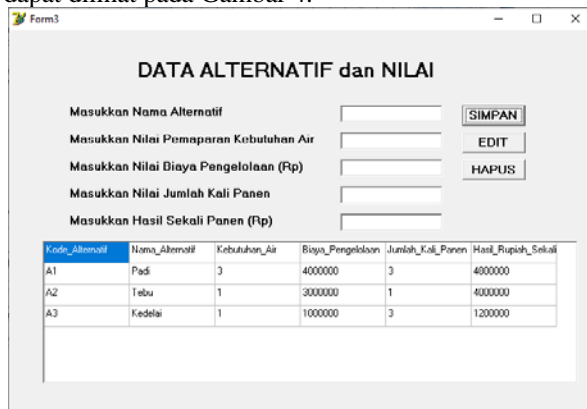 dapat dilihat pada Gambar 4.
Form3
DATA ALTERNATIF dan NILAI
Masukkan Nama Alternatif
SIMPAN
Masukkan Nilai Pemaparan Kebutuhan Air
EDIT
Masukkan Nilai Biaya Pengelolaan (Rp)
HAPUS
Masukkan Nilai Jumlah Kali Panen
Masukkan Hasil Sekali Panen (Rp)
Kode_Alternatif Nama_Alternatif Kebutuhan_Air Biaya_Pengelolaan Jumlah_Kali_Panen Hasil_Rupiah_Sekali
A1 Padi 3 4000000 3 4800000
A2 Tebu 1 3000000 1 4000000
A3 Kedelai 1 1000000 3 1200000